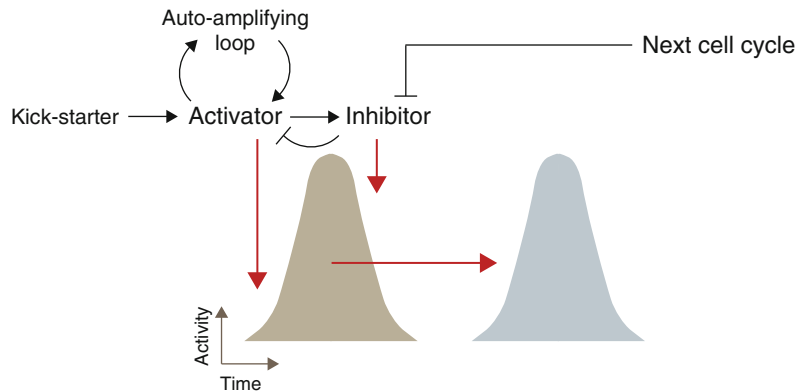 Auto-amplifying
loop
Next cell cycle
Kick-starter
Activator
Inhibitor
Activity
Time